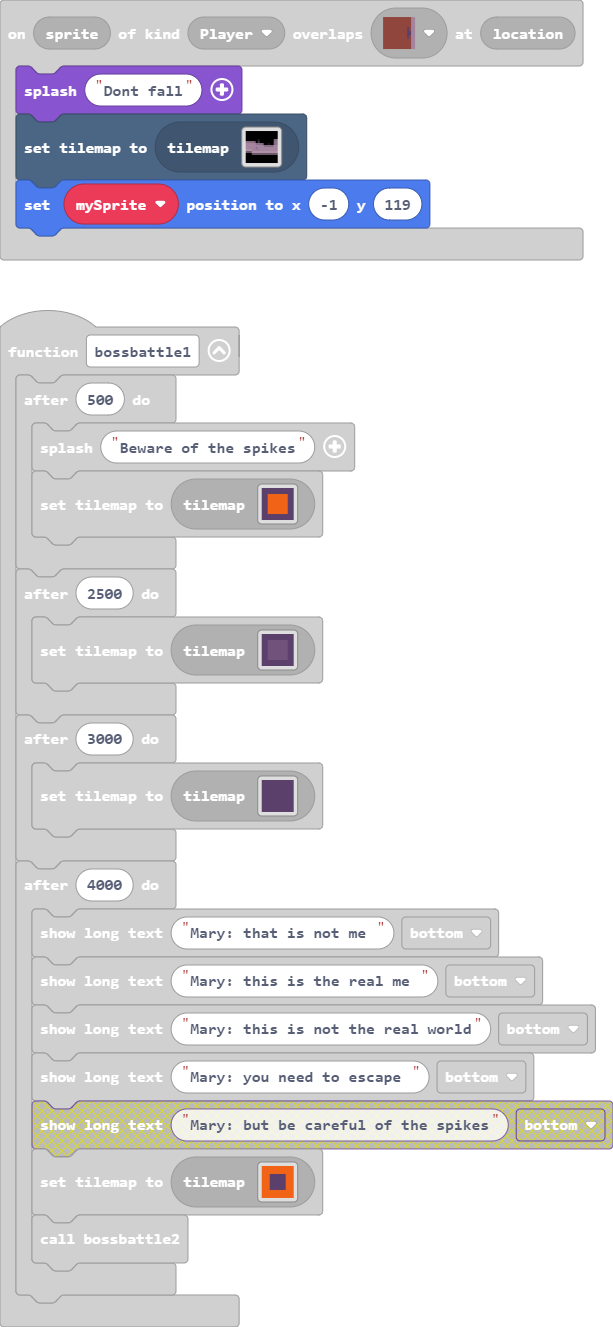 on sprite of kind Player overlaps at location
splash "Dont fall"
set tilemap to tilemap
set mySprite position to x -1 y 119
function bossbattle1
after 500 do
splash "Beware of the spikes"
set tilemap to tilemap
after 2500 do
set tilemap to tilemap
after 3000 do
set tilemap to tilemap
after 4000 do
show long text "Mary: that is not me " bottom
show long text "Mary: this is the real me " bottom
show long text "Mary: this is not the real world" bottom
show long text "Mary: you need to escape " bottom
show long text "Mary: but be careful of the spikes" bottom
set tilemap to tilemap
call bossbattle2